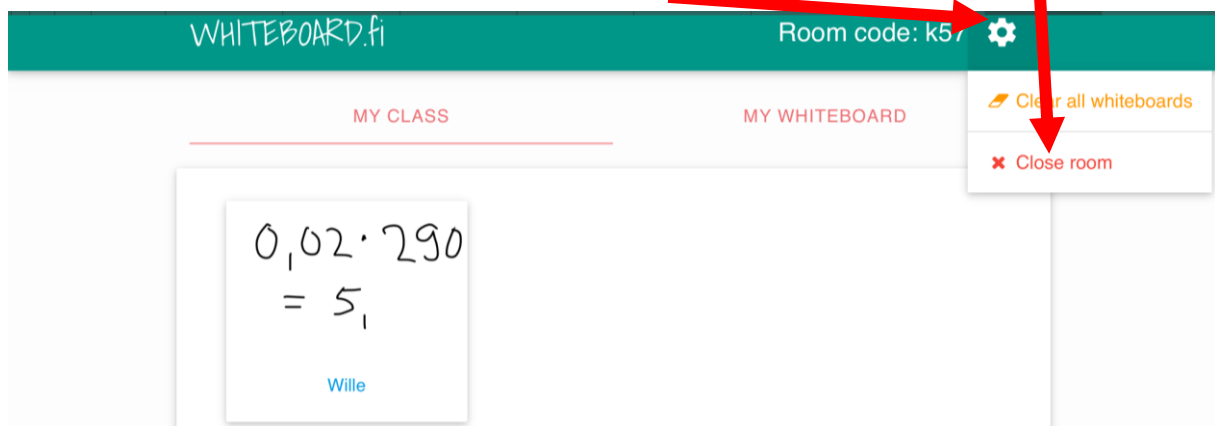 WHITEBOARD.fi
Room code: k57
MY CLASS
MY WHITEBOARD
Clear all whiteboards
Close room
0,02·290
= 5,
Wille